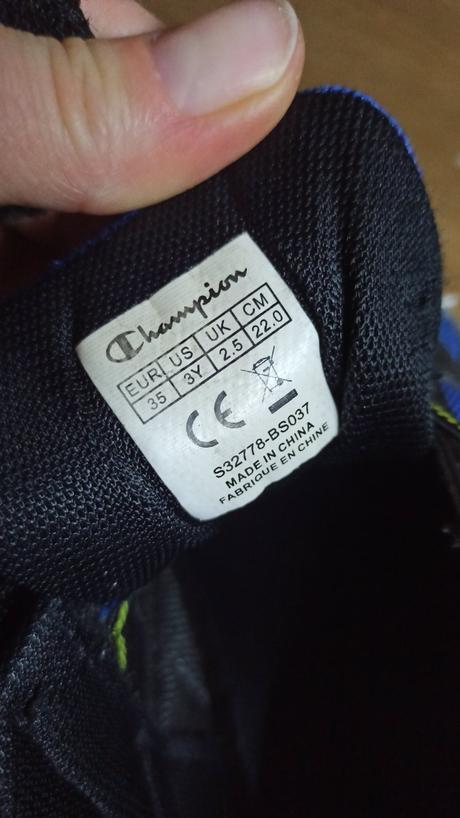 Champion
EUR US UK CM
35 3Y 2.5 22.0
CE
S32778-BS037
MADE IN CHINA
FABRIQUE EN CHINE